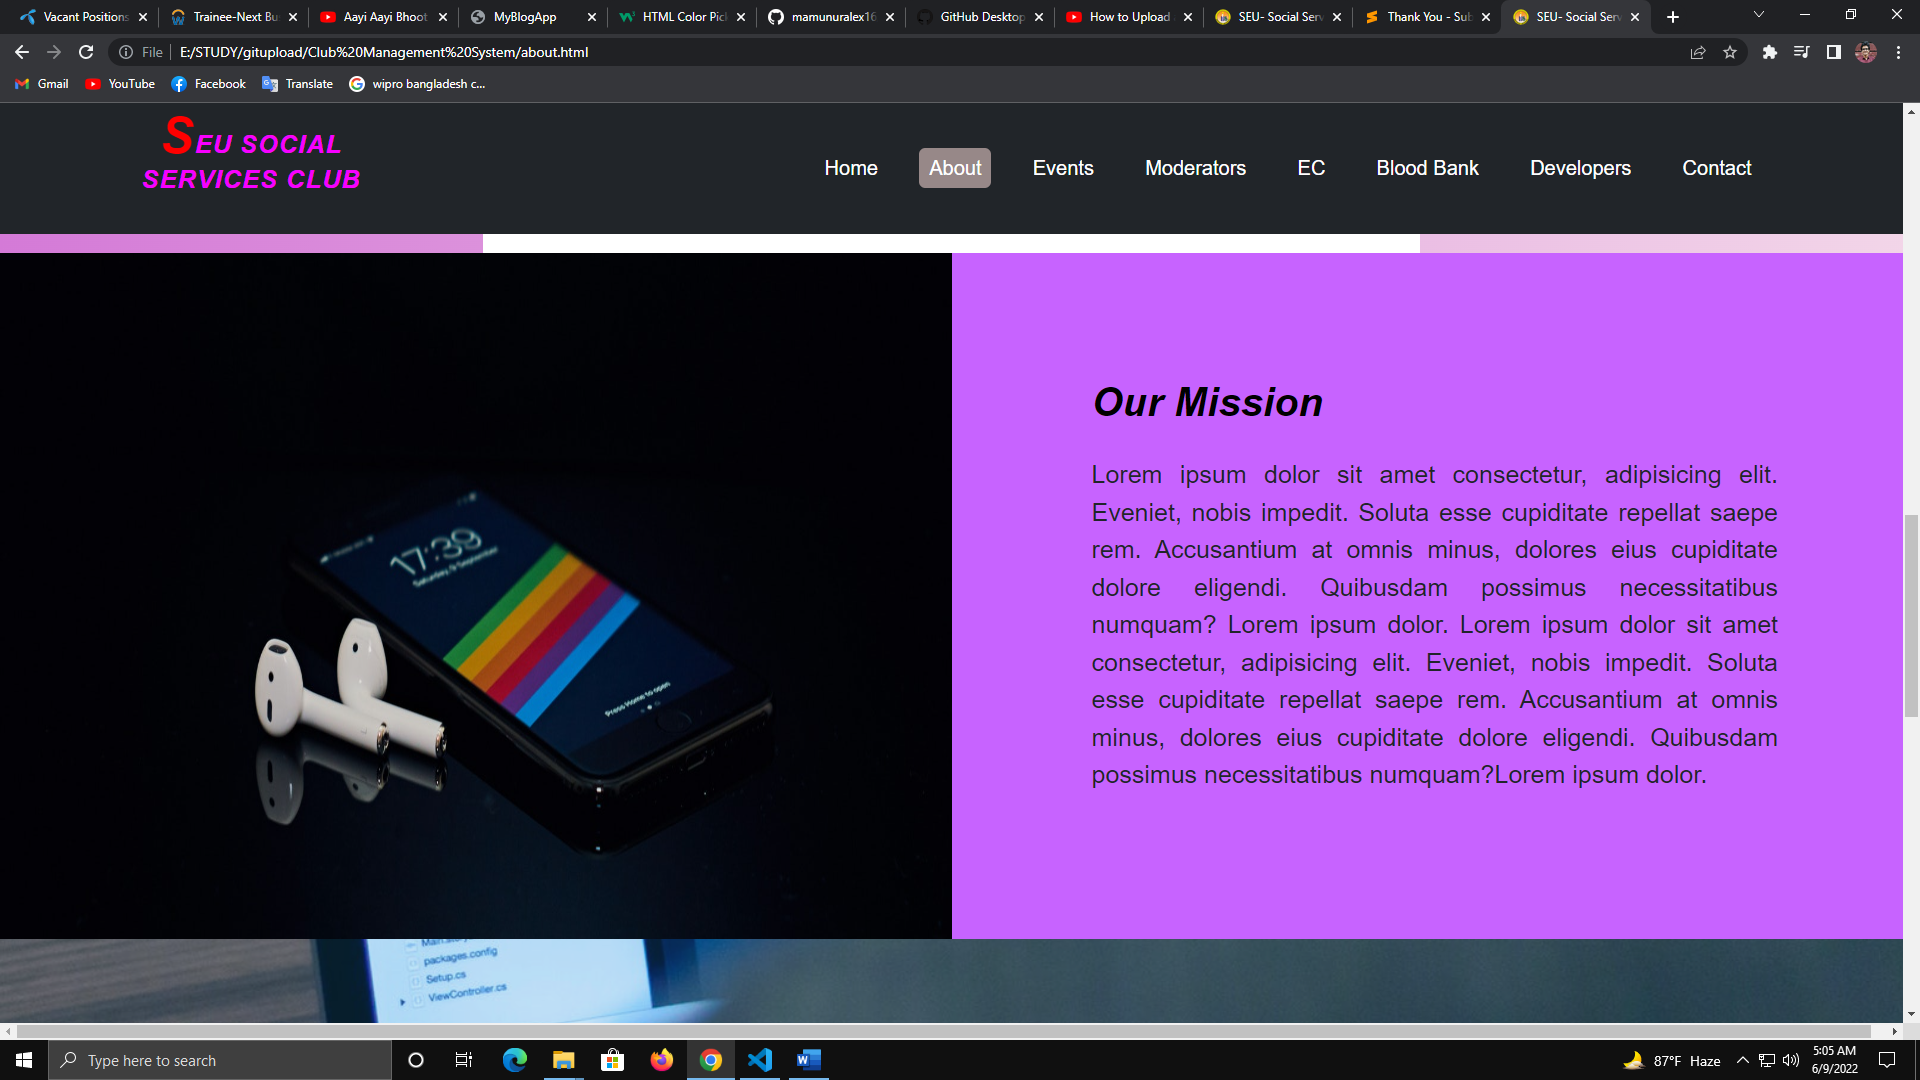 Vacant Positions
Trainee-Next Bu
Aayi Aayi Bhoot
MyBlogApp
HTML Color Pic
mamunuralex16
GitHub Desktop
How to Upload
SEU- Social Serv
Thank You - Sub
SEU- Social Serv
File
E:/STUDY/gitupload/Club%20Management%20System/about.html
Gmail
YouTube
Facebook
Translate
wipro bangladesh c...
SEU SOCIAL
SERVICES CLUB
Home
About
Events
Moderators
EC
Blood Bank
Developers
Contact
17:39
Saturday, 9 September
Press Home to open
Our Mission
Lorem ipsum dolor sit amet consectetur, adipisicing elit.
Eveniet, nobis impedit. Soluta esse cupiditate repellat saepe
rem. Accusantium at omnis minus, dolores eius cupiditate
dolore eligendi. Quibusdam possimus necessitatibus
numquam? Lorem ipsum dolor. Lorem ipsum dolor sit amet
consectetur, adipisicing elit. Eveniet, nobis impedit. Soluta
esse cupiditate repellat saepe rem. Accusantium at omnis
minus, dolores eius cupiditate dolore eligendi. Quibusdam
possimus necessitatibus numquam?Lorem ipsum dolor.
packages.config
Setup.cs
ViewController.cs
Type here to search
87°F Haze
5:05 AM
6/9/2022